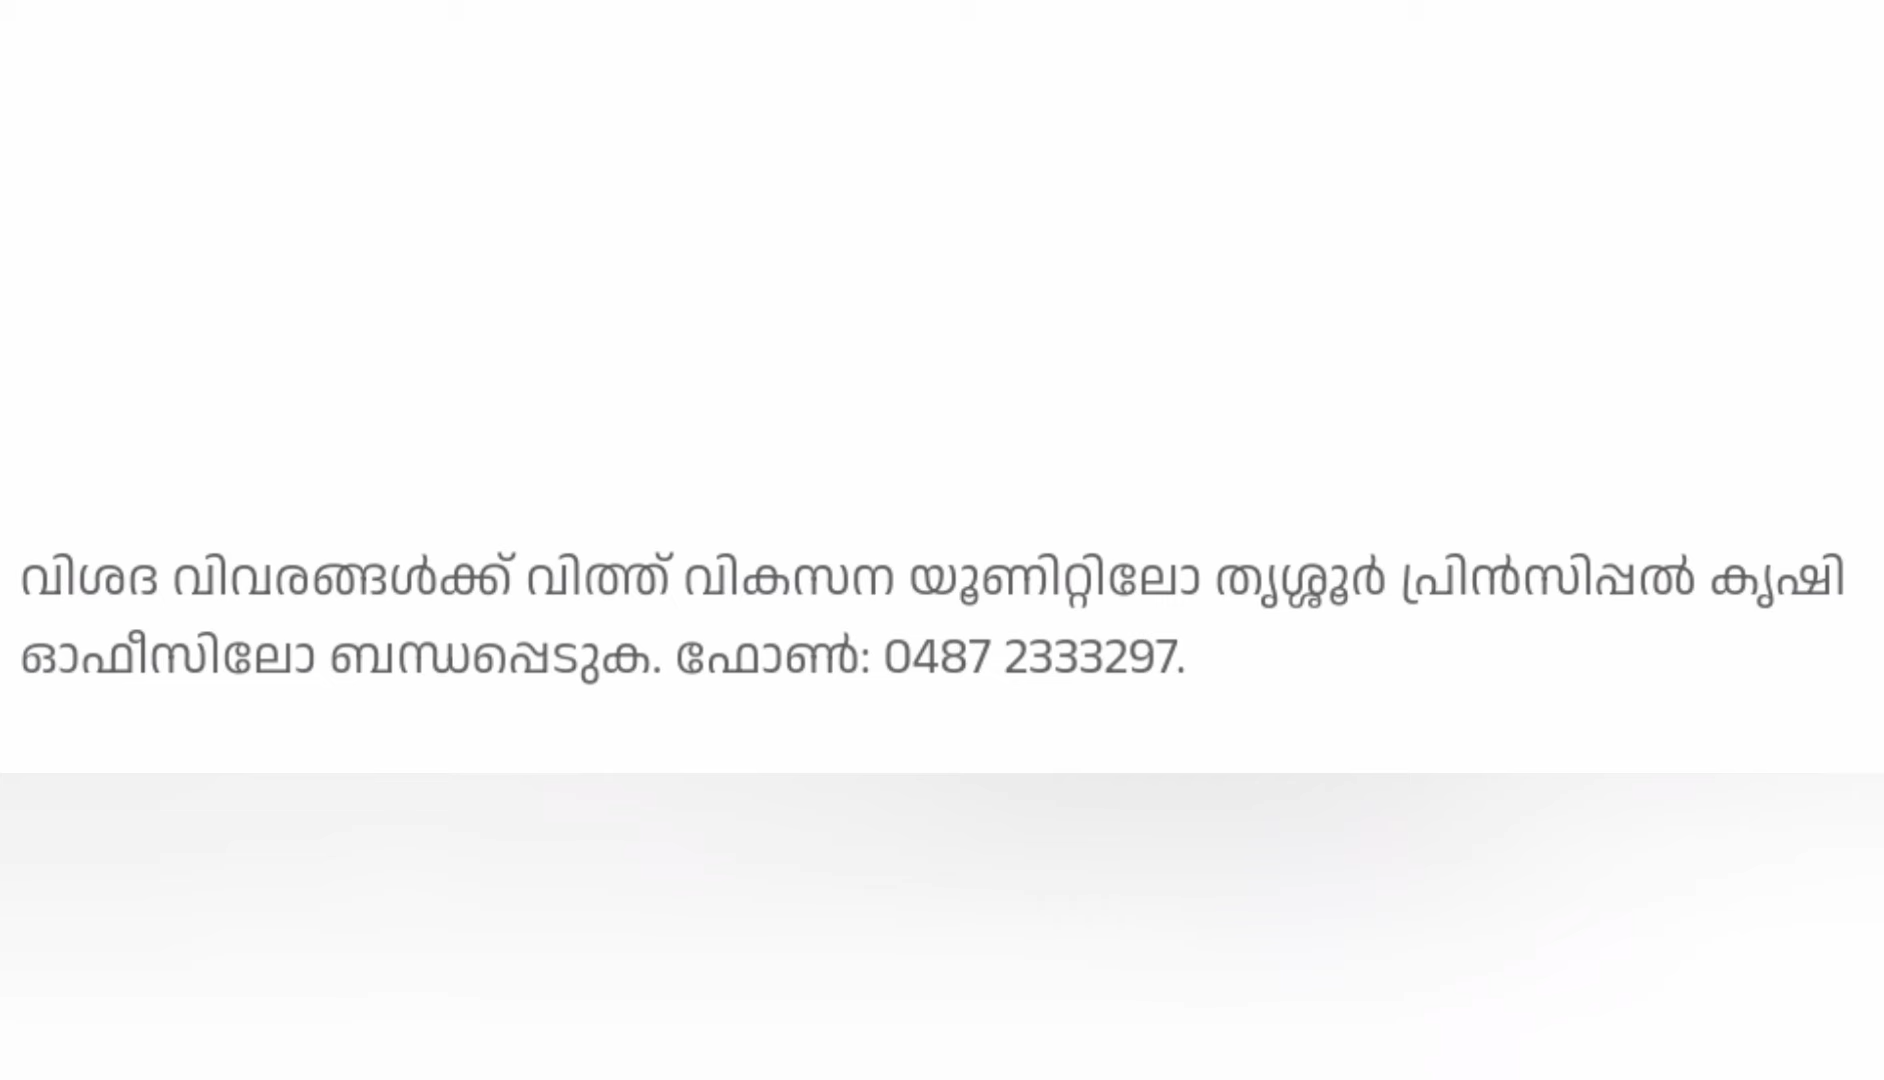 വിശദ വിവരങ്ങൾക്ക് വിത്ത് വികസന യൂണിറ്റിലോ തൃശ്ശൂർ പ്രിൻസിപ്പൽ കൃഷി
ഓഫീസിലോ ബന്ധപ്പെടുക. ഫോൺ: 0487 2333297.